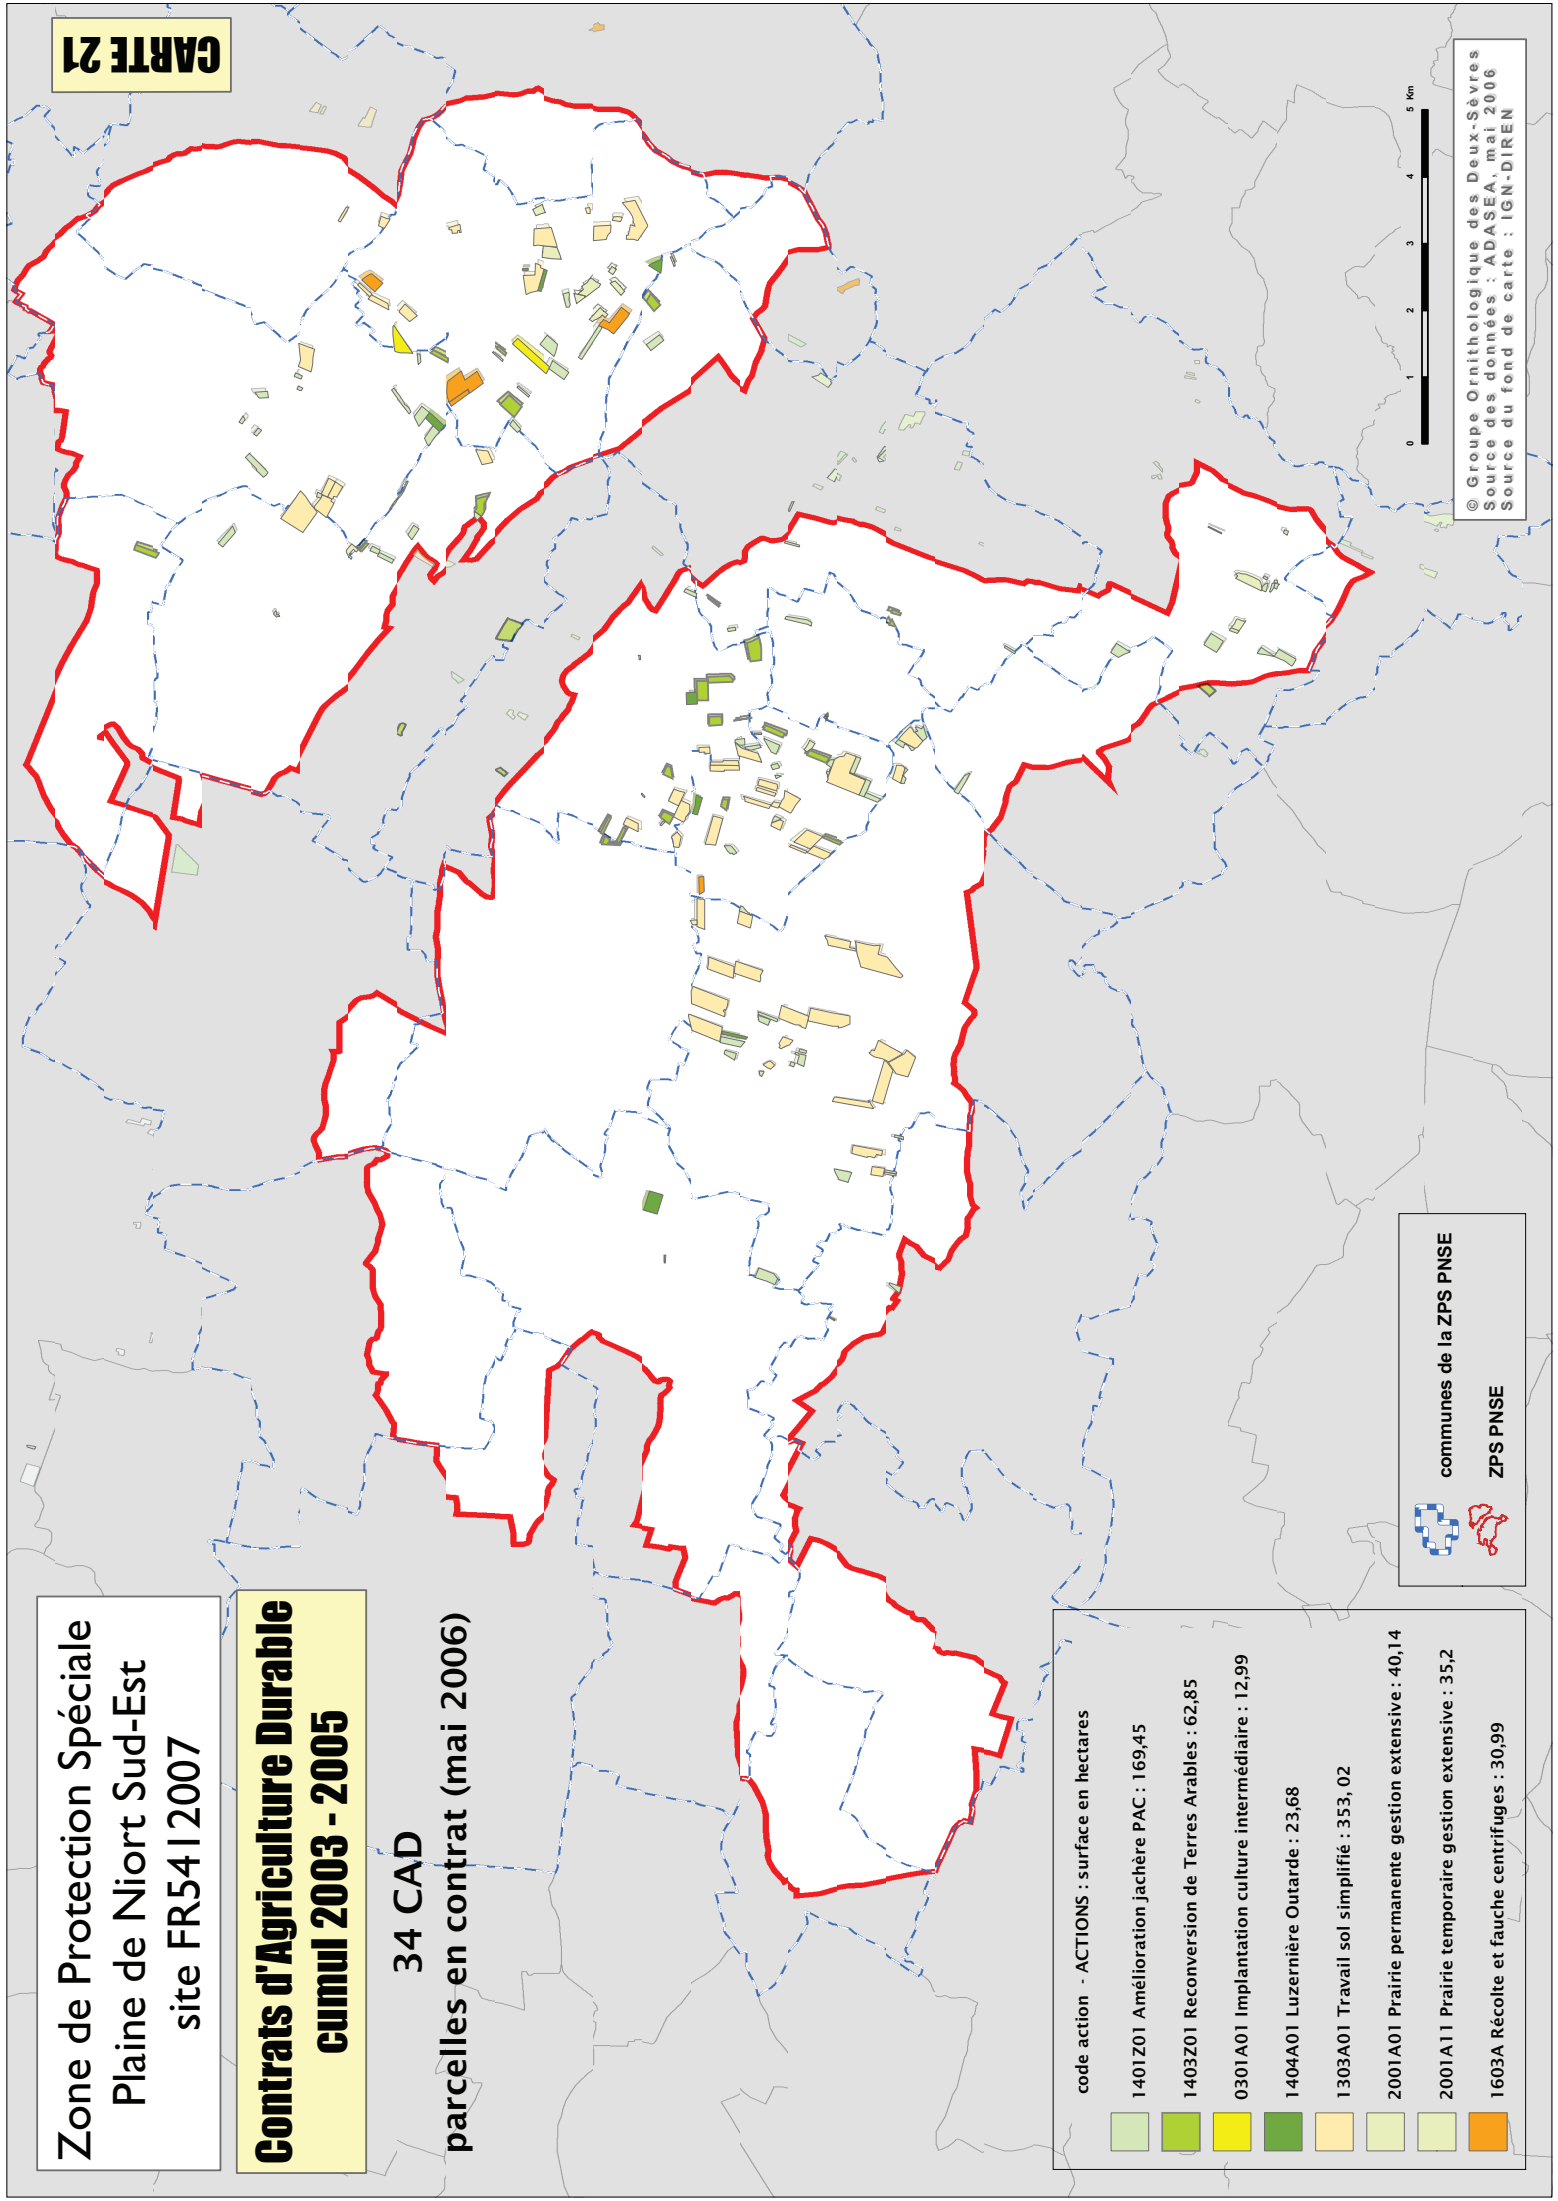 Zone de Protection Spéciale
Plaine de Niort Sud-Est
site FR5412007
CARTE 21
Contrats d'Agriculture Durable
cumul 2003 - 2005
34 CAD
parcelles en contrat (mai 2006)
code action - ACTIONS : surface en hectares
1401Z01 Amélioration jachère PAC : 169,45
1403Z01 Reconversion de Terres Arables : 62,85
0301A01 Implantation culture intermédiaire : 12,99
1404A01 Luzernière Outarde : 23,68
1303A01 Travail sol simplifié : 353, 02
2001A01 Prairie permanente gestion extensive : 40,14
2001A11 Prairie temporaire gestion extensive : 35,2
1603A Récolte et fauche centrifuges : 30,99
communes de la ZPS PNSE
ZPS PNSE
0 1 2 3 4 5 Km
© Groupe Ornithologique des Deux-Sèvres
Source des données : ADASEA, mai 2006
Source du fond de carte : IGN-DIREN